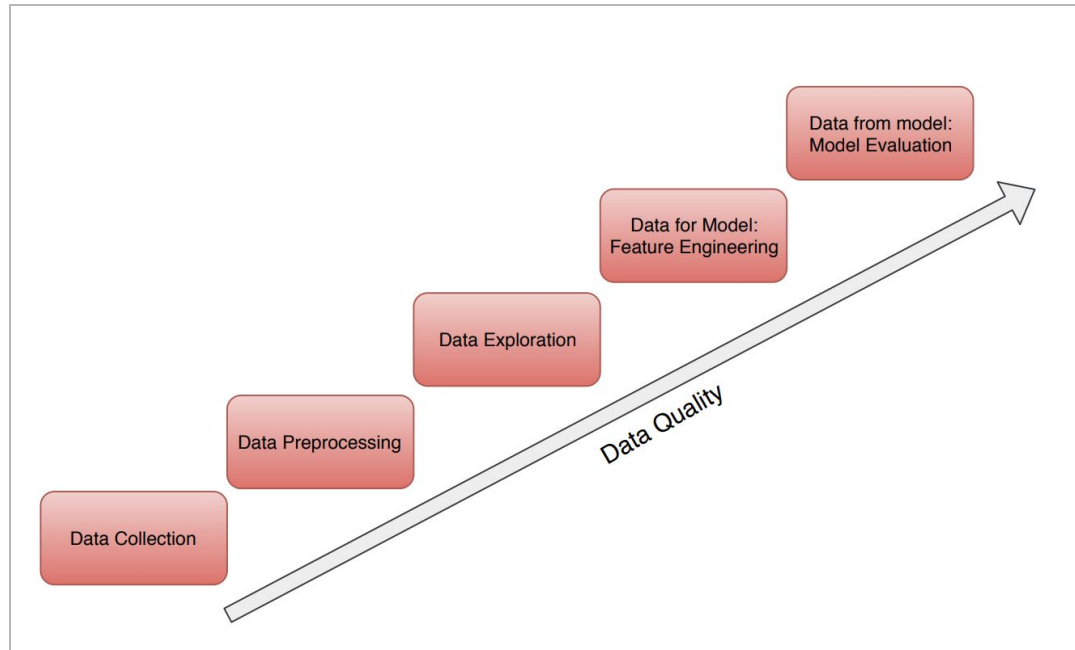 Data from model:
Model Evaluation
Data for Model:
Feature Engineering
Data Exploration
Data Quality
Data Preprocessing
Data Collection